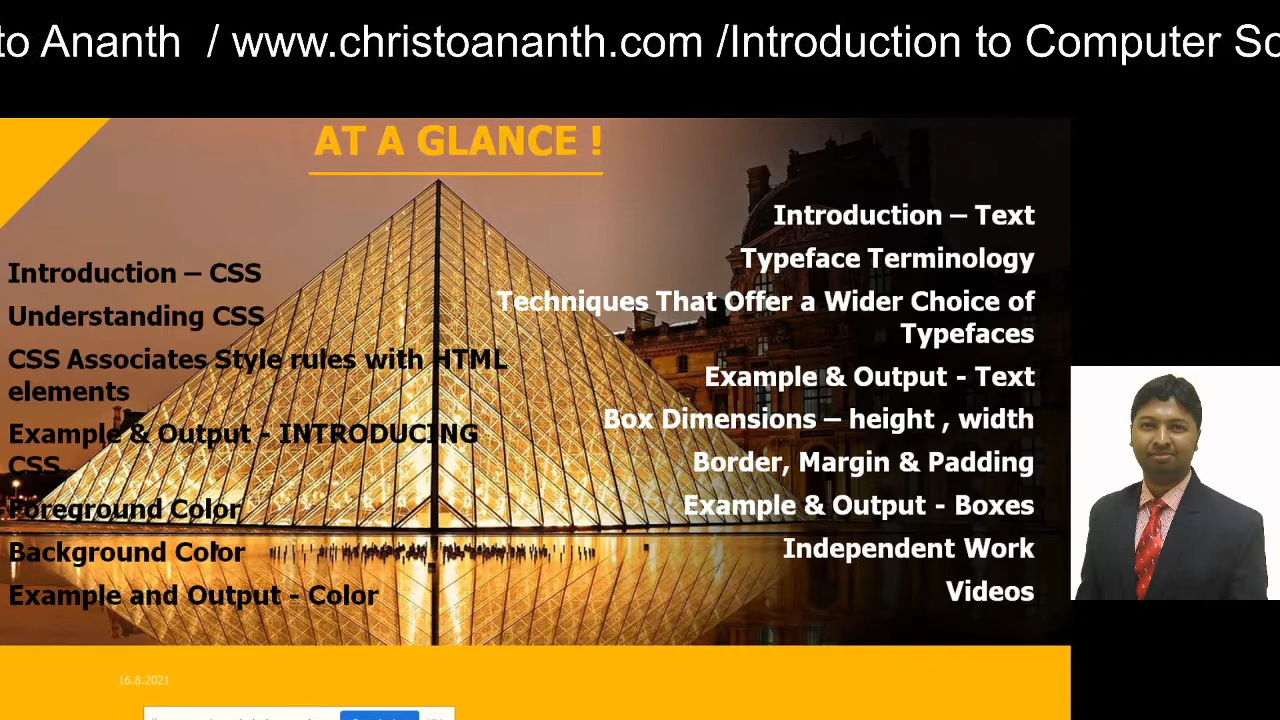 to Ananth / www.christoananth.com /Introduction to Computer Sc
AT A GLANCE !
Introduction – CSS
Understanding CSS
CSS Associates Style rules with HTML
elements
Example & Output - INTRODUCING
CSS
Foreground Color
Background Color
Example and Output - Color
Introduction – Text
Typeface Terminology
Techniques That Offer a Wider Choice of
Typefaces
Example & Output - Text
Box Dimensions – height , width
Border, Margin & Padding
Example & Output - Boxes
Independent Work
Videos
16.8.2021